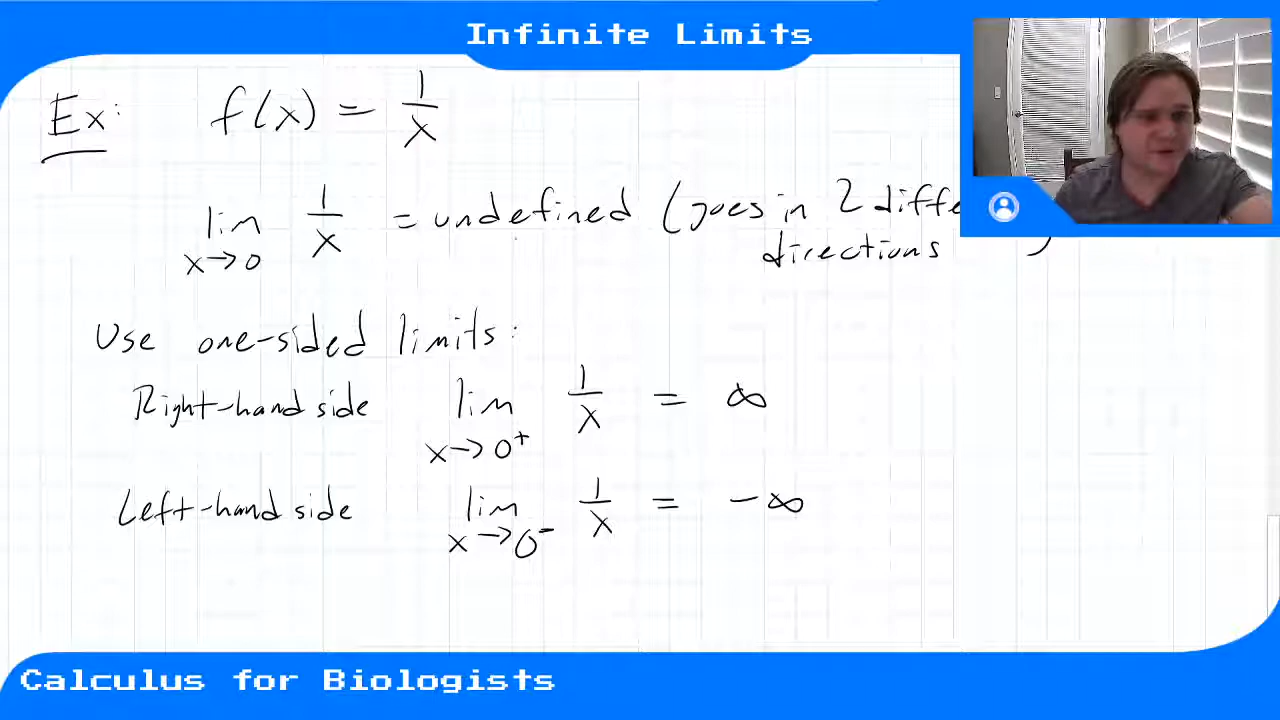 Infinite Limits
Ex: f(x) = 1/x
lim x→0 1/x = undefined (goes in 2 diffe
directions )
Use one-sided limits:
Right-hand side lim x→0⁺ 1/x = ∞
Left-hand side lim x→0⁻ 1/x = -∞
Calculus for Biologists